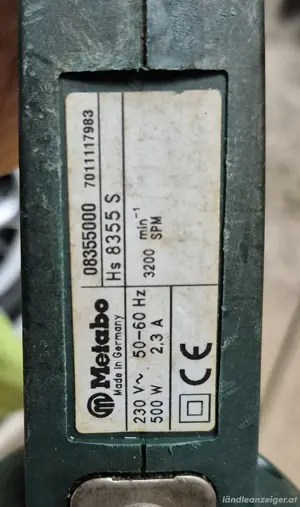 08355000 7011117983
Hs 8355 S
3200 min⁻¹
SPM
Metabo
Made in Germany
230 V~ 50-60 Hz
500 W 2,3 A
CE
ländleanzeiger.at